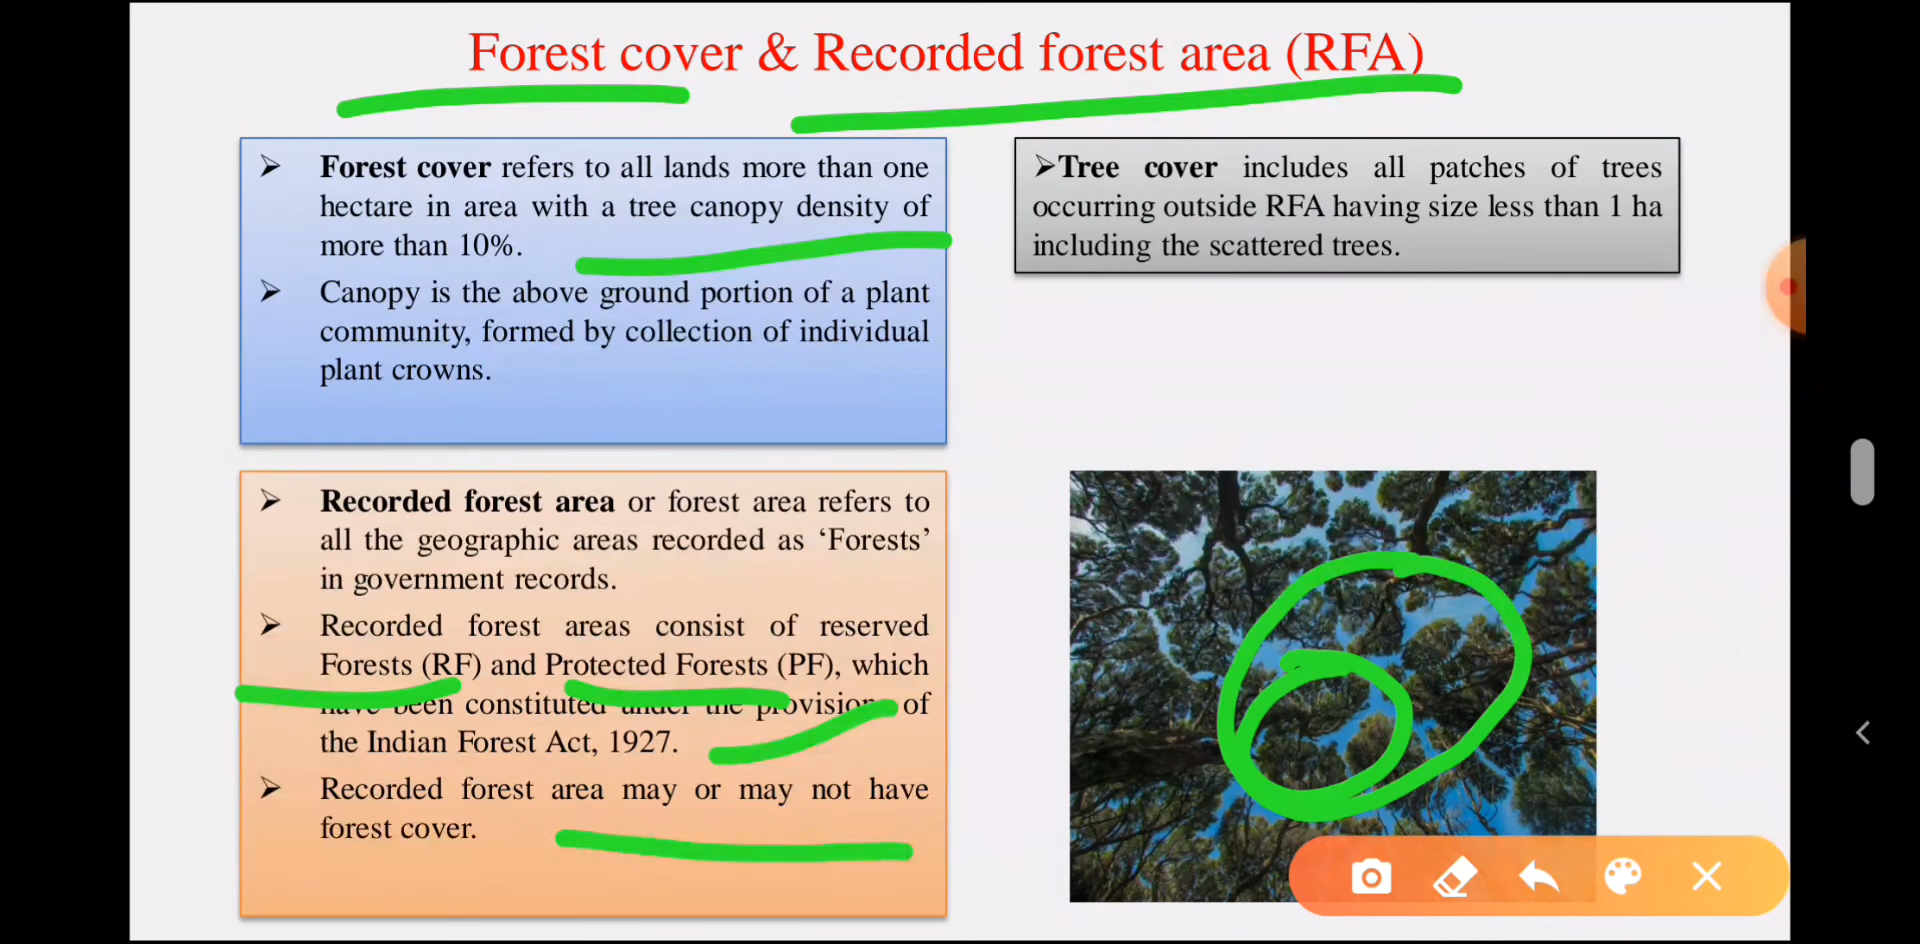 Forest cover & Recorded forest area (RFA)
➢ Forest cover refers to all lands more than one
hectare in area with a tree canopy density of
more than 10%.
➢ Canopy is the above ground portion of a plant
community, formed by collection of individual
plant crowns.
➢Tree cover includes all patches of trees
occurring outside RFA having size less than 1 ha
including the scattered trees.
➢ Recorded forest area or forest area refers to
all the geographic areas recorded as ‘Forests’
in government records.
➢ Recorded forest areas consist of reserved
Forests (RF) and Protected Forests (PF), which
have been constituted under the provisions of
the Indian Forest Act, 1927.
➢ Recorded forest area may or may not have
forest cover.